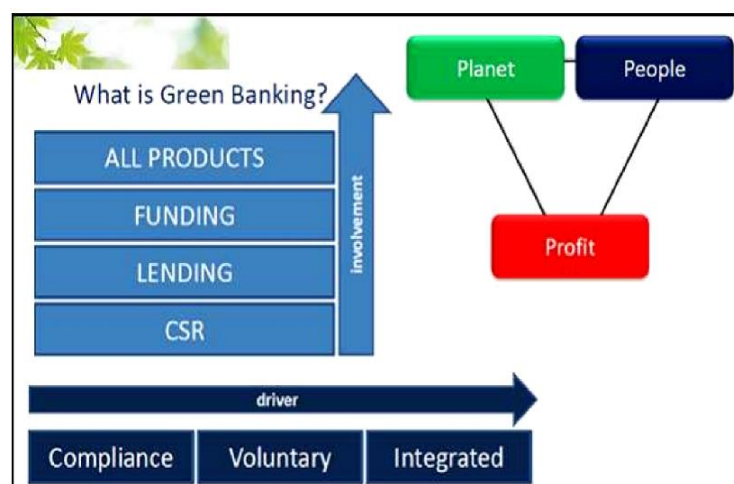 What is Green Banking?
ALL PRODUCTS
FUNDING
LENDING
CSR
involvement
Planet
People
Profit
driver
Compliance
Voluntary
Integrated